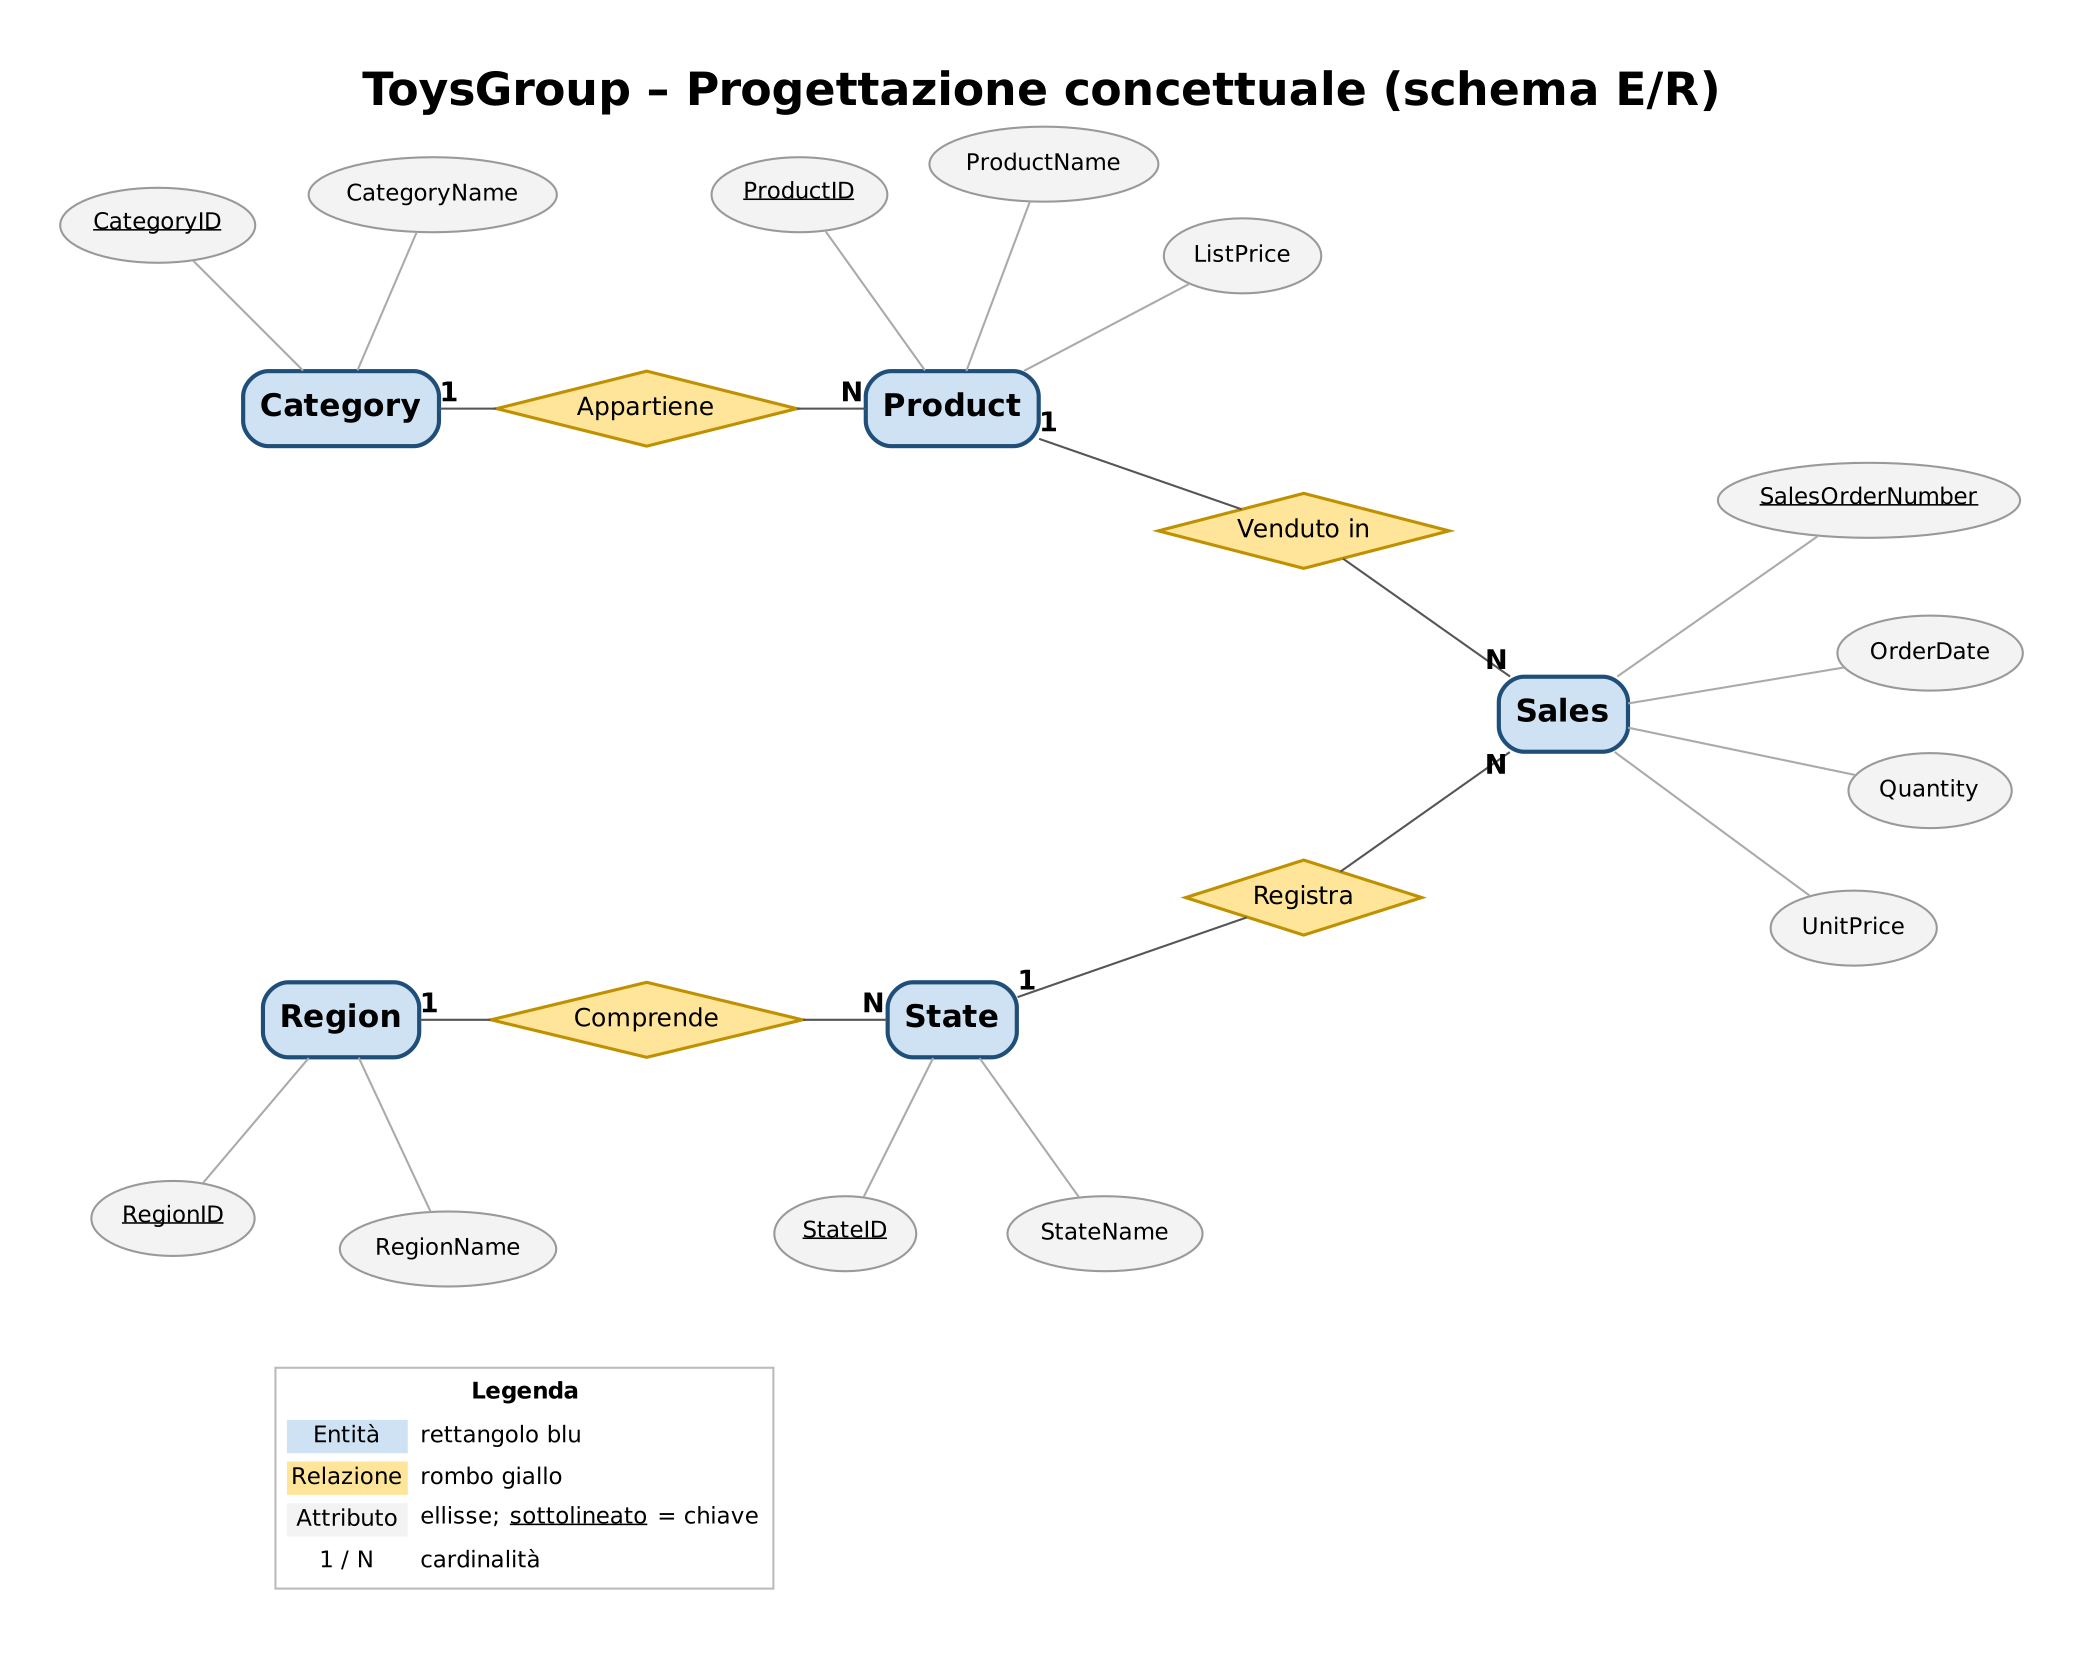 ToysGroup – Progettazione concettuale (schema E/R)
ProductName
CategoryID
CategoryName
ProductID
ListPrice
Category
1
Appartiene
N
Product
1
Venduto in
SalesOrderNumber
N
OrderDate
Sales
N
Quantity
Registra
UnitPrice
1
Region
1
Comprende
N
State
RegionID
RegionName
StateID
StateName
Legenda
Entità rettangolo blu
Relazione rombo giallo
Attributo ellisse; sottolineato = chiave
1 / N cardinalità